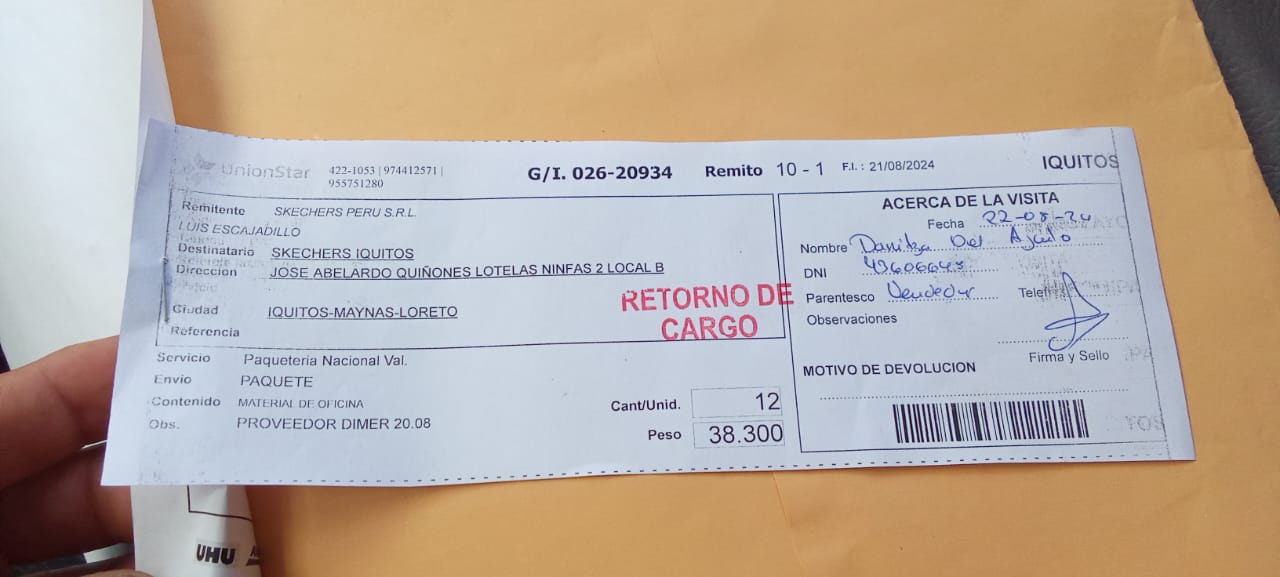 UnionStar 422-1053 | 974412571 |
955751280
G/I. 026-20934 Remito 10 - 1 F.I. : 21/08/2024 IQUITOS
Remitente SKECHERS PERU S.R.L.
LUIS ESCAJADILLO
Destinatario SKECHERS IQUITOS
Dirección JOSE ABELARDO QUIÑONES LOTELAS NINFAS 2 LOCAL B
Ciudad IQUITOS-MAYNAS-LORETO
Referencia
RETORNO DE
CARGO
Servicio Paqueteria Nacional Val.
Envio PAQUETE
Contenido MATERIAL DE OFICINA
Obs. PROVEEDOR DIMER 20.08
Cant/Unid. 12
Peso 38.300
ACERCA DE LA VISITA
Fecha 22-08-24
Nombre Danitza Del
DNI
Parentesco Vendedor
Observaciones
Firma y Sello
MOTIVO DE DEVOLUCION
UHU